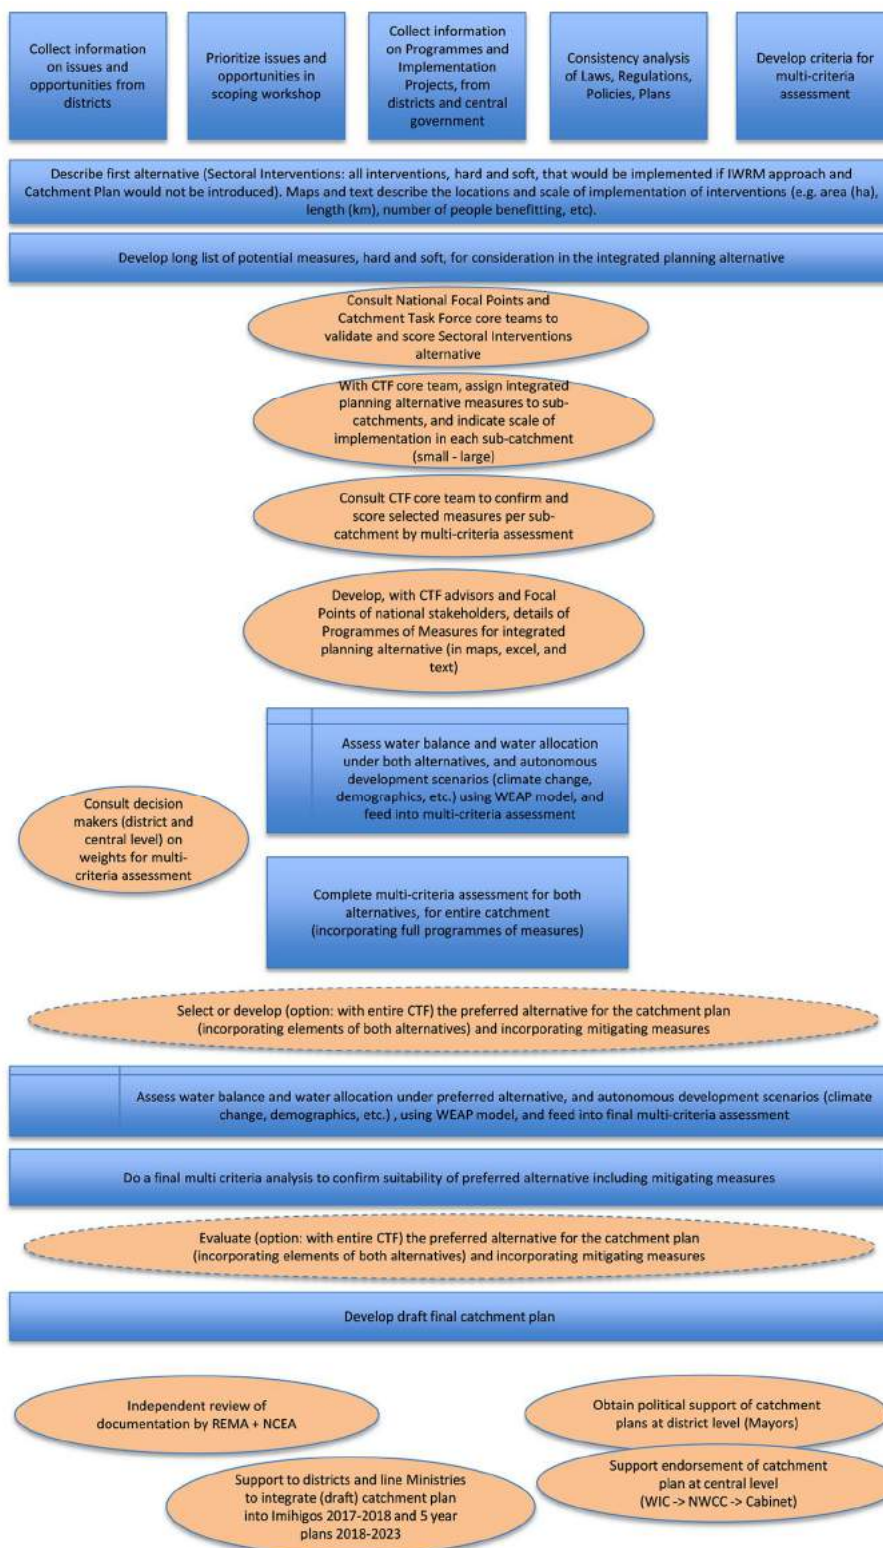 Collect information
on issues and
opportunities from
districts
Prioritize issues and
opportunities in
scoping workshop
Collect information
on Programmes and
Implementation
Projects, from
districts and central
government
Consistency analysis
of Laws, Regulations,
Policies, Plans
Develop criteria for
multi-criteria
assessment
Describe first alternative (Sectoral Interventions: all interventions, hard and soft, that would be implemented if IWRM approach and
Catchment Plan would not be introduced). Maps and text describe the locations and scale of implementation of interventions (e.g. area (ha),
length (km), number of people benefitting, etc).
Develop long list of potential measures, hard and soft, for consideration in the integrated planning alternative
Consult National Focal Points and
Catchment Task Force core teams to
validate and score Sectoral Interventions
alternative
With CTF core team, assign integrated
planning alternative measures to sub-
catchments, and indicate scale of
implementation in each sub-catchment
(small - large)
Consult CTF core team to confirm and
score selected measures per sub-
catchment by multi-criteria assessment
Develop, with CTF advisors and Focal
Points of national stakeholders, details of
Programmes of Measures for integrated
planning alternative (in maps, excel, and
text)
Assess water balance and water allocation
under both alternatives, and autonomous
development scenarios (climate change,
demographics, etc.) using WEAP model, and
feed into multi-criteria assessment
Consult decision
makers (district and
central level) on
weights for multi-
criteria assessment
Complete multi-criteria assessment for both
alternatives, for entire catchment
(incorporating full programmes of measures)
Select or develop (option: with entire CTF) the preferred alternative for the catchment plan
(incorporating elements of both alternatives) and incorporating mitigating measures
Assess water balance and water allocation under preferred alternative, and autonomous development scenarios (climate
change, demographics, etc.) , using WEAP model, and feed into final multi-criteria assessment
Do a final multi criteria analysis to confirm suitability of preferred alternative including mitigating measures
Evaluate (option: with entire CTF) the preferred alternative for the catchment plan
(incorporating elements of both alternatives) and incorporating mitigating measures
Develop draft final catchment plan
Independent review of
documentation by REMA + NCEA
Obtain political support of catchment
plans at district level (Mayors)
Support endorsement of catchment
plan at central level
(WIC -> NWCC -> Cabinet)
Support to districts and line Ministries
to integrate (draft) catchment plan
into Imihigos 2017-2018 and 5 year
plans 2018-2023